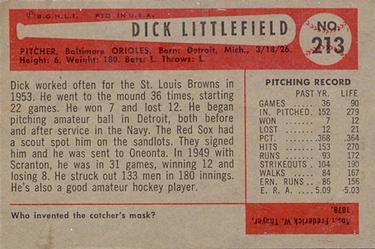 © B.G.H.L.I. PTD. IN U.S.A.
DICK LITTLEFIELD
NO.
213
PITCHER, Baltimore ORIOLES. Born: Detroit, Mich., 3/18/26.
Height: 6. Weight: 180. Bats: L. Throws: L.
Dick worked often for the St. Louis Browns in
1953. He went to the mound 36 times, starting
22 games. He won 7 and lost 12. He began
pitching amateur ball in Detroit, both before
and after service in the Navy. The Red Sox had
a scout spot him on the sandlots. They signed
him and he was sent to Oneonta. In 1949 with
Scranton, he was in 31 games, winning 12 and
losing 8. He struck out 133 men in 180 innings.
He's also a good amateur hockey player.
Who invented the catcher's mask?
PITCHING RECORD
PAST YR. LIFE
GAMES 36 90
IN. PITCHED 152 279
WON 7 12
LOST 12 21
PCT. .368 .364
HITS 153 270
RUNS 93 172
STRIKEOUTS 104 190
WALKS 84 167
ERN. RUNS 86 156
E. R. A. 5.09 -5.03
Ans: Frederick W. Thayer,
1878.